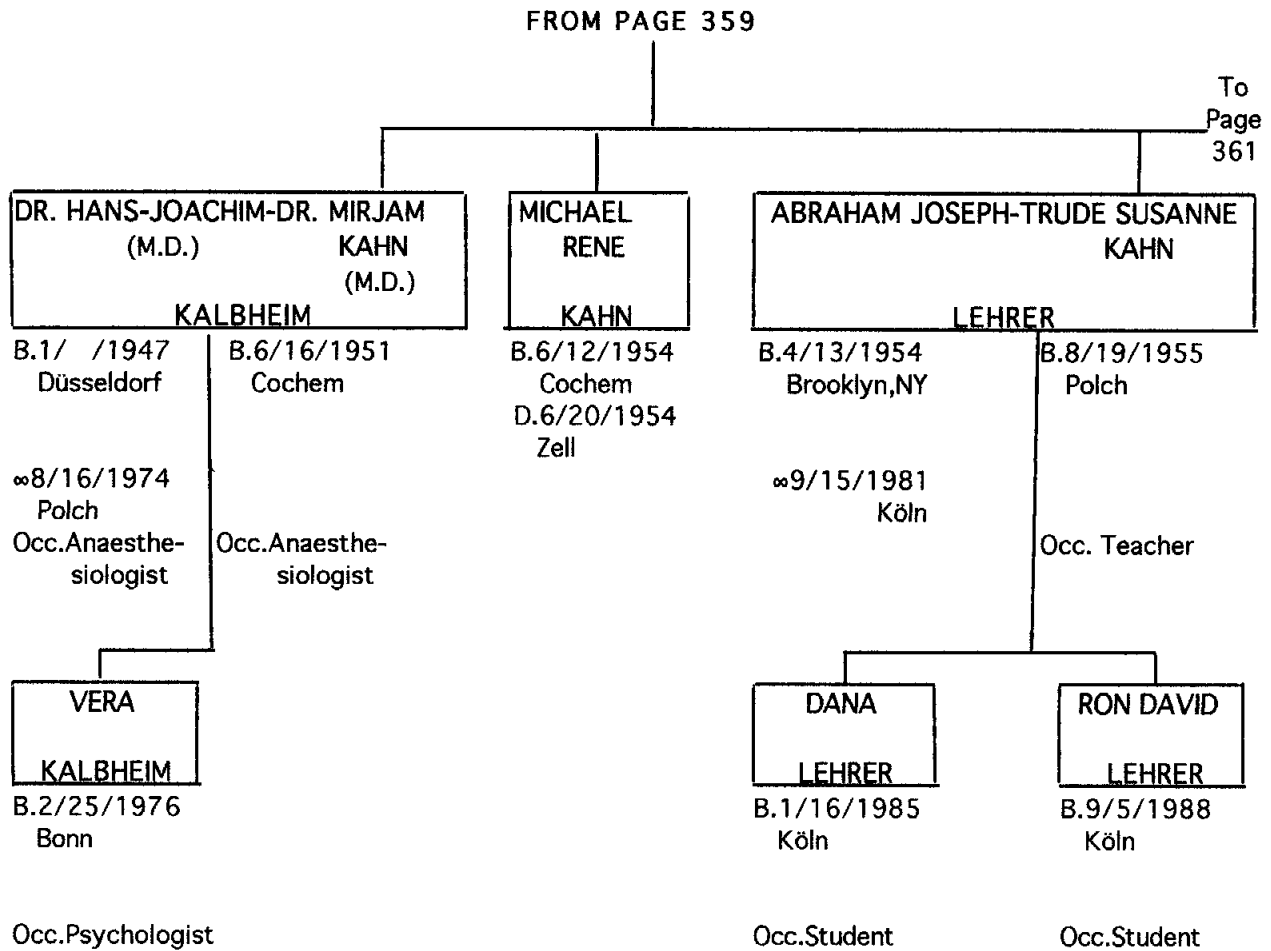 FROM PAGE 359
To
Page
361
DR. HANS-JOACHIM-DR. MIRJAM
(M.D.) KAHN
(M.D.)
KALBHEIM
B.1/ /1947 B.6/16/1951
Düsseldorf Cochem
∞8/16/1974
Polch
Occ.Anaesthe- Occ.Anaesthe-
siologist siologist
MICHAEL
RENE
KAHN
B.6/12/1954
Cochem
D.6/20/1954
Zell
ABRAHAM JOSEPH-TRUDE SUSANNE
KAHN
LEHRER
B.4/13/1954 B.8/19/1955
Brooklyn,NY Polch
∞9/15/1981
Köln
Occ. Teacher
VERA
KALBHEIM
B.2/25/1976
Bonn
Occ.Psychologist
DANA
LEHRER
B.1/16/1985
Köln
Occ.Student
RON DAVID
LEHRER
B.9/5/1988
Köln
Occ.Student